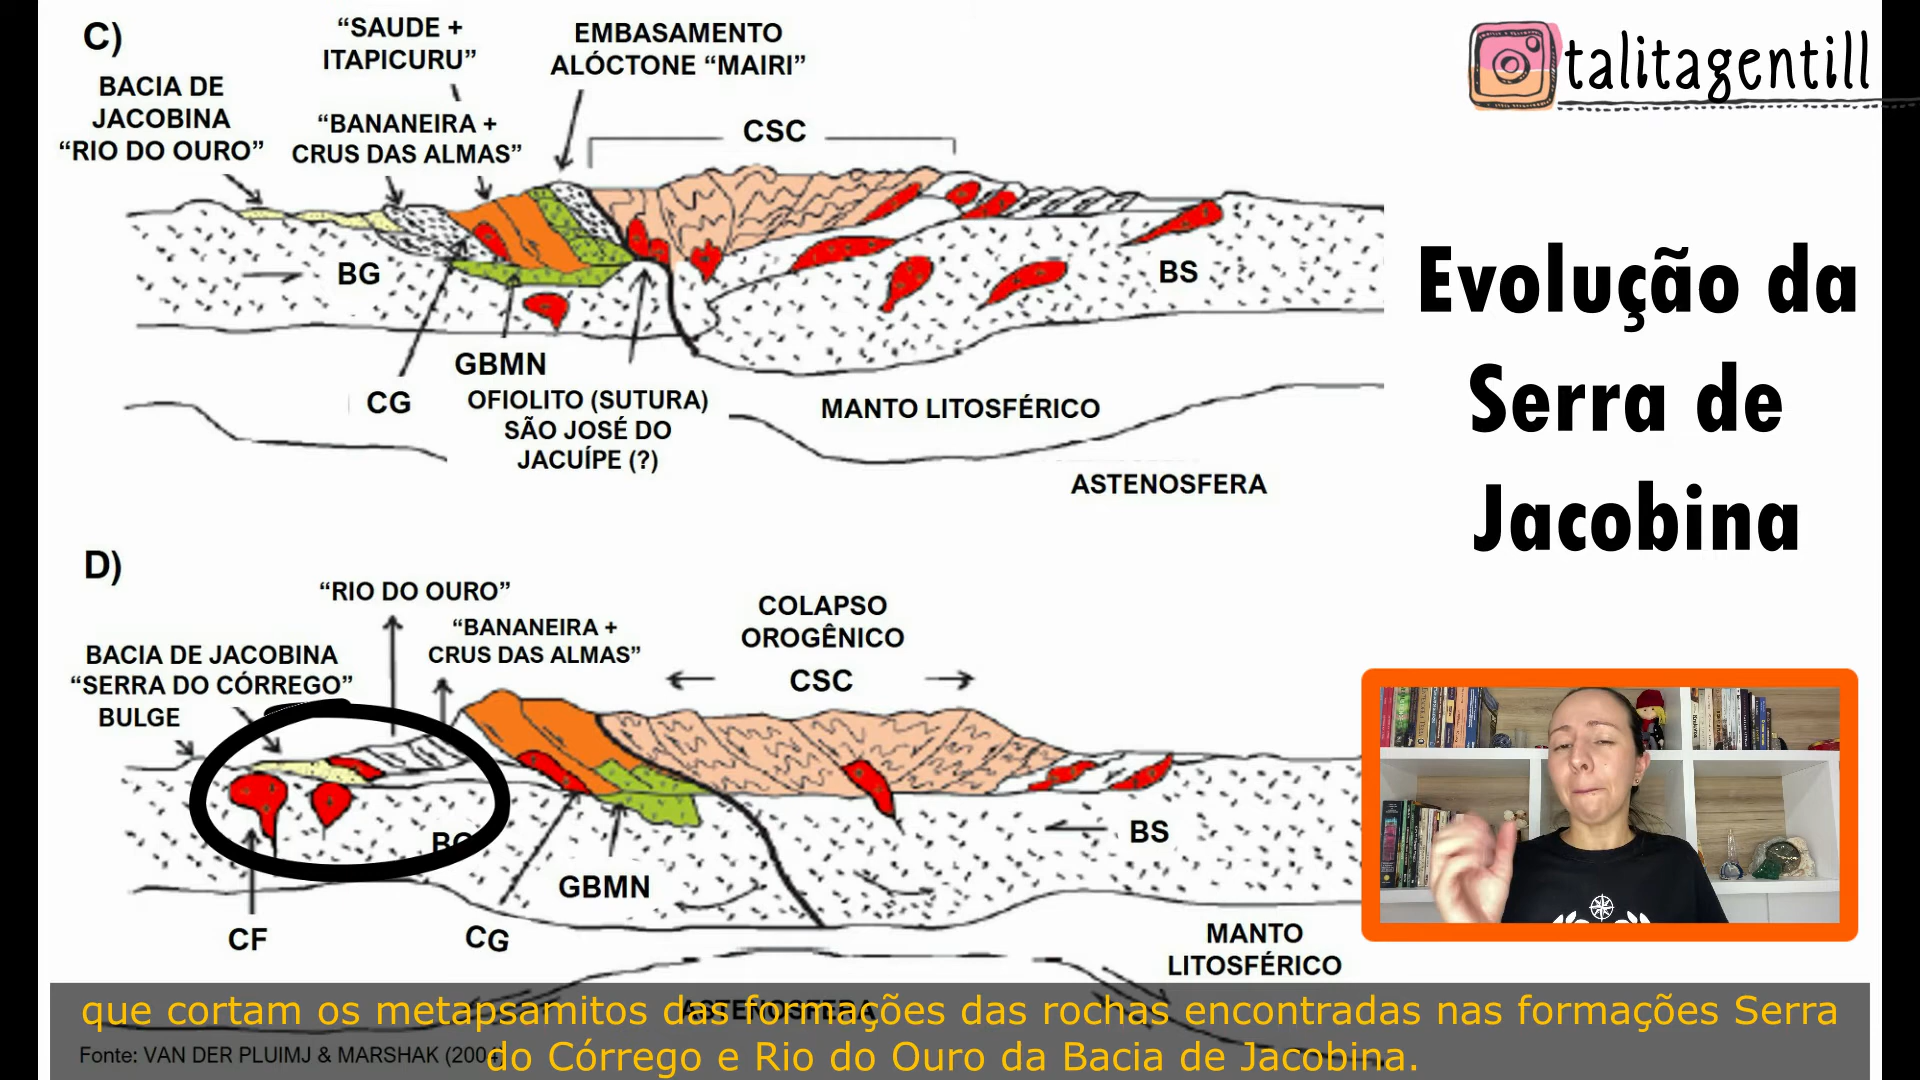 C)
“SAUDE +
ITAPICURU”
EMBASAMENTO
ALÓCTONE “MAIRI”
BACIA DE
JACOBINA
“RIO DO OURO”
“BANANEIRA +
CRUS DAS ALMAS”
CSC
BG
BS
GBMN
CG
OFIOLITO (SUTURA)
SÃO JOSÉ DO
JACUÍPE (?)
MANTO LITOSFÉRICO
ASTENOSFERA
talitagentill
Evolução da
Serra de
Jacobina
D)
“RIO DO OURO”
“BANANEIRA +
CRUS DAS ALMAS”
COLAPSO
OROGÊNICO
CSC
BACIA DE JACOBINA
“SERRA DO CÓRREGO”
BULGE
BG
BS
GBMN
CF
CG
MANTO
LITOSFÉRICO
ASTENOSFERA
que cortam os metapsamitos das formações das rochas encontradas nas formações Serra
do Córrego e Rio do Ouro da Bacia de Jacobina.
Fonte: VAN DER PLUIMJ & MARSHAK (2004)